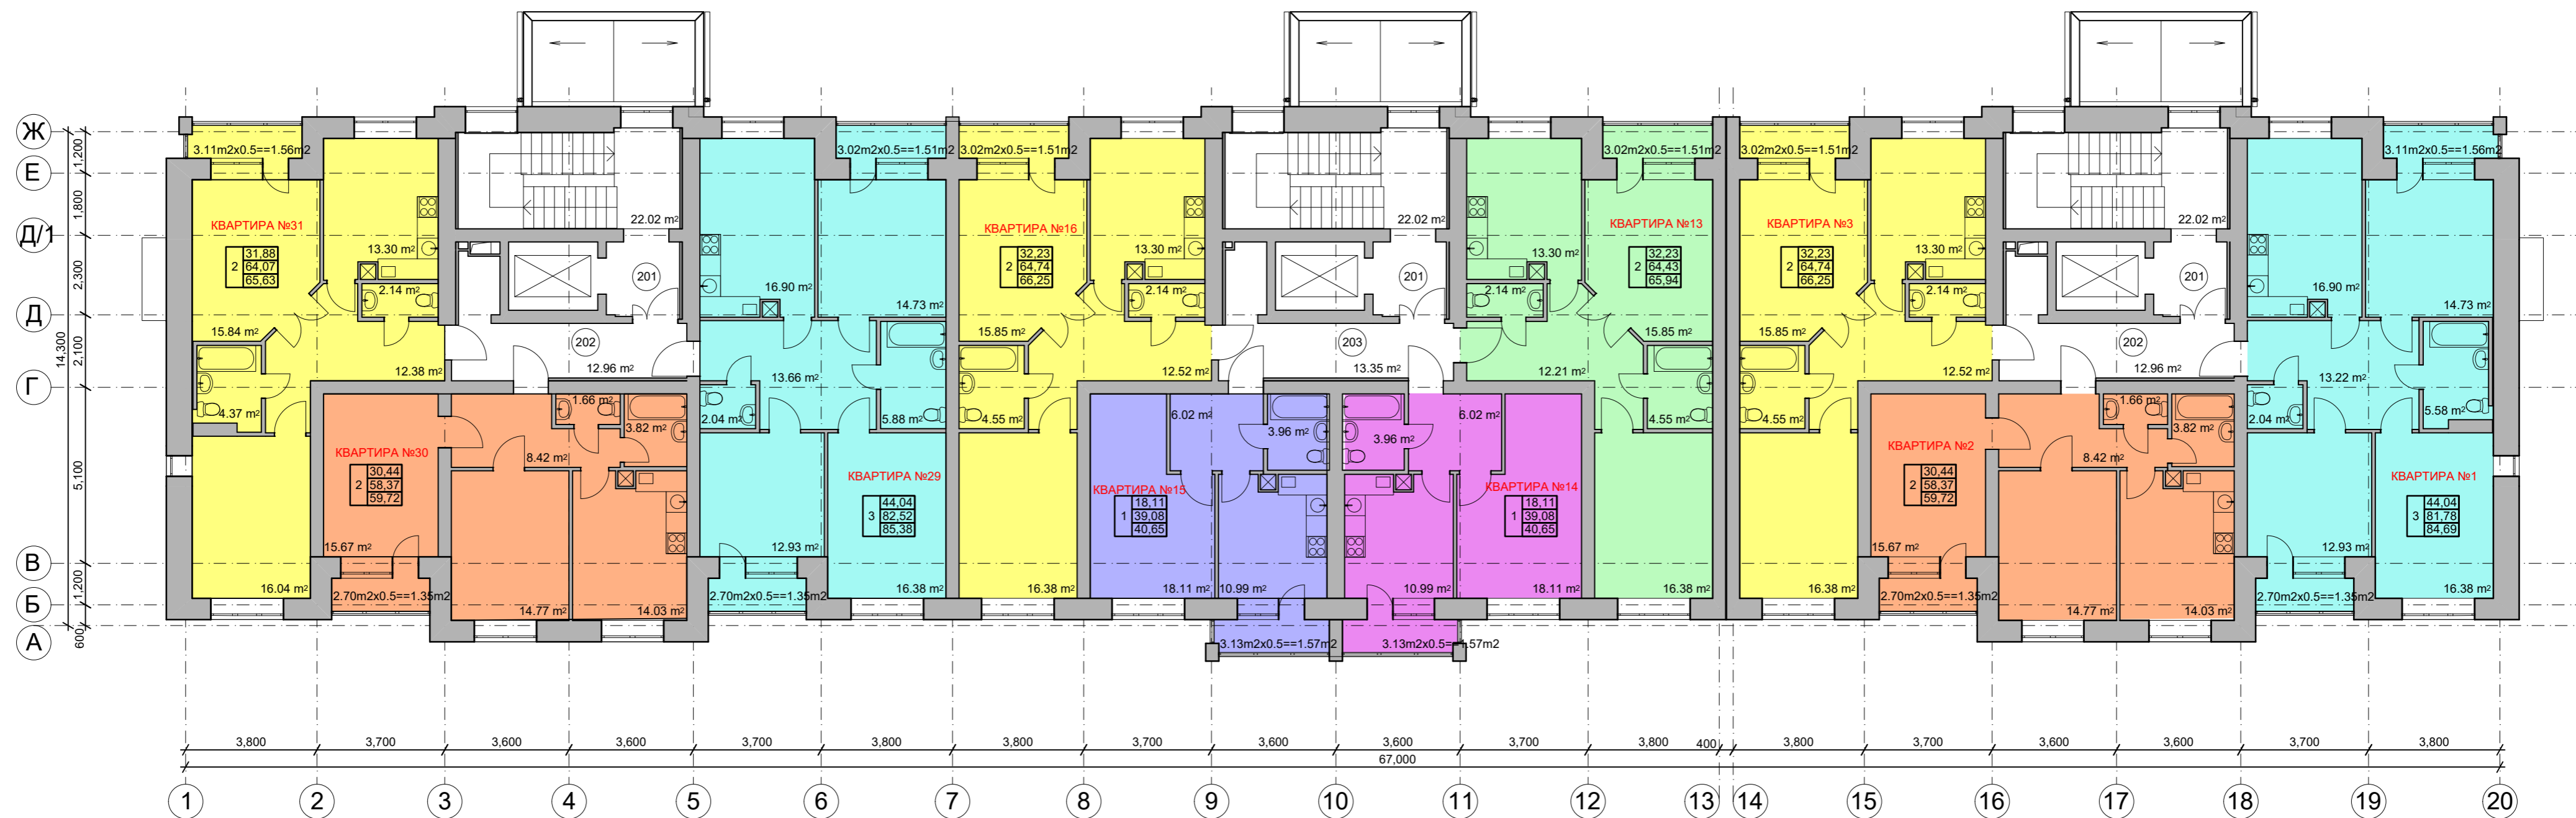 Ж
Е
Д/1
Д
Г
В
Б
А
1,200
1,800
2,300
2,100
5,100
1,200
600
14,300
3.11m2x0.5==1.56m2
КВАРТИРА №31
2
31,88
64,07
65,63
13.30 m²
2.14 m²
15.84 m²
12.38 m²
4.37 m²
16.04 m²
22.02 m²
201
202
12.96 m²
КВАРТИРА №30
2
30,44
58,37
59,72
1.66 m²
3.82 m²
8.42 m²
15.67 m²
2.70m2x0.5==1.35m2
14.77 m²
14.03 m²
3.02m2x0.5==1.51m2
16.90 m²
14.73 m²
13.66 m²
2.04 m²
5.88 m²
КВАРТИРА №29
3
44,04
82,52
85,38
12.93 m²
2.70m2x0.5==1.35m2
16.38 m²
3.02m2x0.5==1.51m2
КВАРТИРА №16
2
32,23
64,74
66,25
13.30 m²
2.14 m²
15.85 m²
12.52 m²
4.55 m²
16.38 m²
22.02 m²
201
203
13.35 m²
6.02 m²
3.96 m²
КВАРТИРА №15
1
18,11
39,08
40,65
18.11 m²
10.99 m²
3.13m2x0.5==1.57m2
6.02 m²
3.96 m²
КВАРТИРА №14
1
18,11
39,08
40,65
10.99 m²
18.11 m²
3.13m2x0.5==1.57m2
3.02m2x0.5==1.51m2
КВАРТИРА №13
2
32,23
64,43
65,94
13.30 m²
2.14 m²
15.85 m²
12.21 m²
4.55 m²
16.38 m²
3.02m2x0.5==1.51m2
КВАРТИРА №3
2
32,23
64,74
66,25
13.30 m²
2.14 m²
15.85 m²
12.52 m²
4.55 m²
16.38 m²
22.02 m²
201
202
12.96 m²
КВАРТИРА №2
2
30,44
58,37
59,72
1.66 m²
3.82 m²
8.42 m²
15.67 m²
2.70m2x0.5==1.35m2
14.77 m²
14.03 m²
3.11m2x0.5==1.56m2
16.90 m²
14.73 m²
13.22 m²
2.04 m²
5.58 m²
КВАРТИРА №1
3
44,04
81,78
84,69
12.93 m²
2.70m2x0.5==1.35m2
16.38 m²
3,800 3,700 3,600 3,600 3,700 3,800 3,800 3,700 3,600 3,600 3,700 3,800 400 3,800 3,700 3,600 3,600 3,700 3,800
67,000
1 2 3 4 5 6 7 8 9 10 11 12 13 14 15 16 17 18 19 20